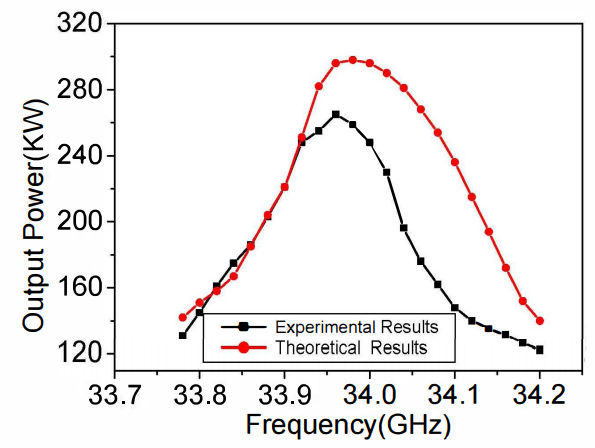 320
280
240
200
160
120
Output Power(KW)
Experimental Results
Theoretical Results
33.7 33.8 33.9 34.0 34.1 34.2
Frequency(GHz)